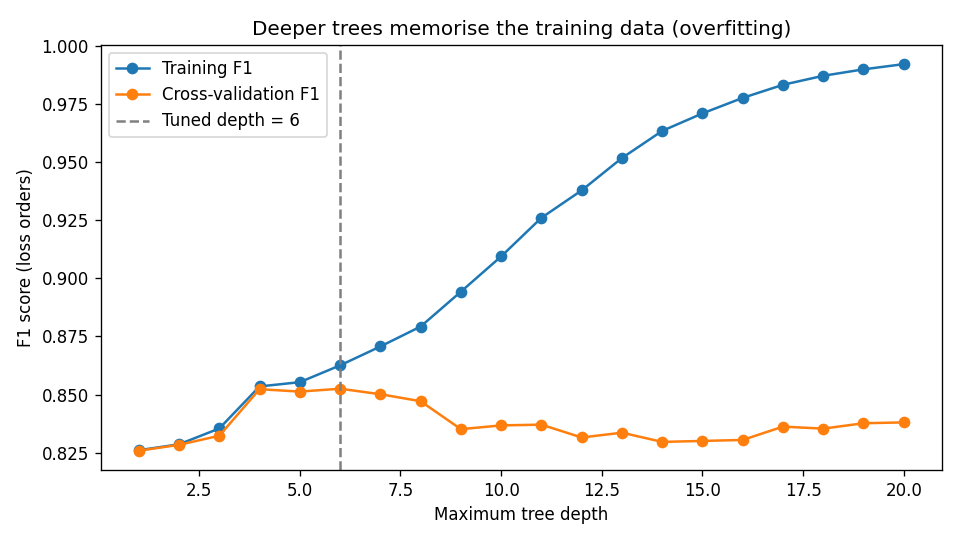 Deeper trees memorise the training data (overfitting)
1.000
0.975
0.950
0.925
0.900
0.875
0.850
0.825
F1 score (loss orders)
Training F1
Cross-validation F1
Tuned depth = 6
2.5 5.0 7.5 10.0 12.5 15.0 17.5 20.0
Maximum tree depth